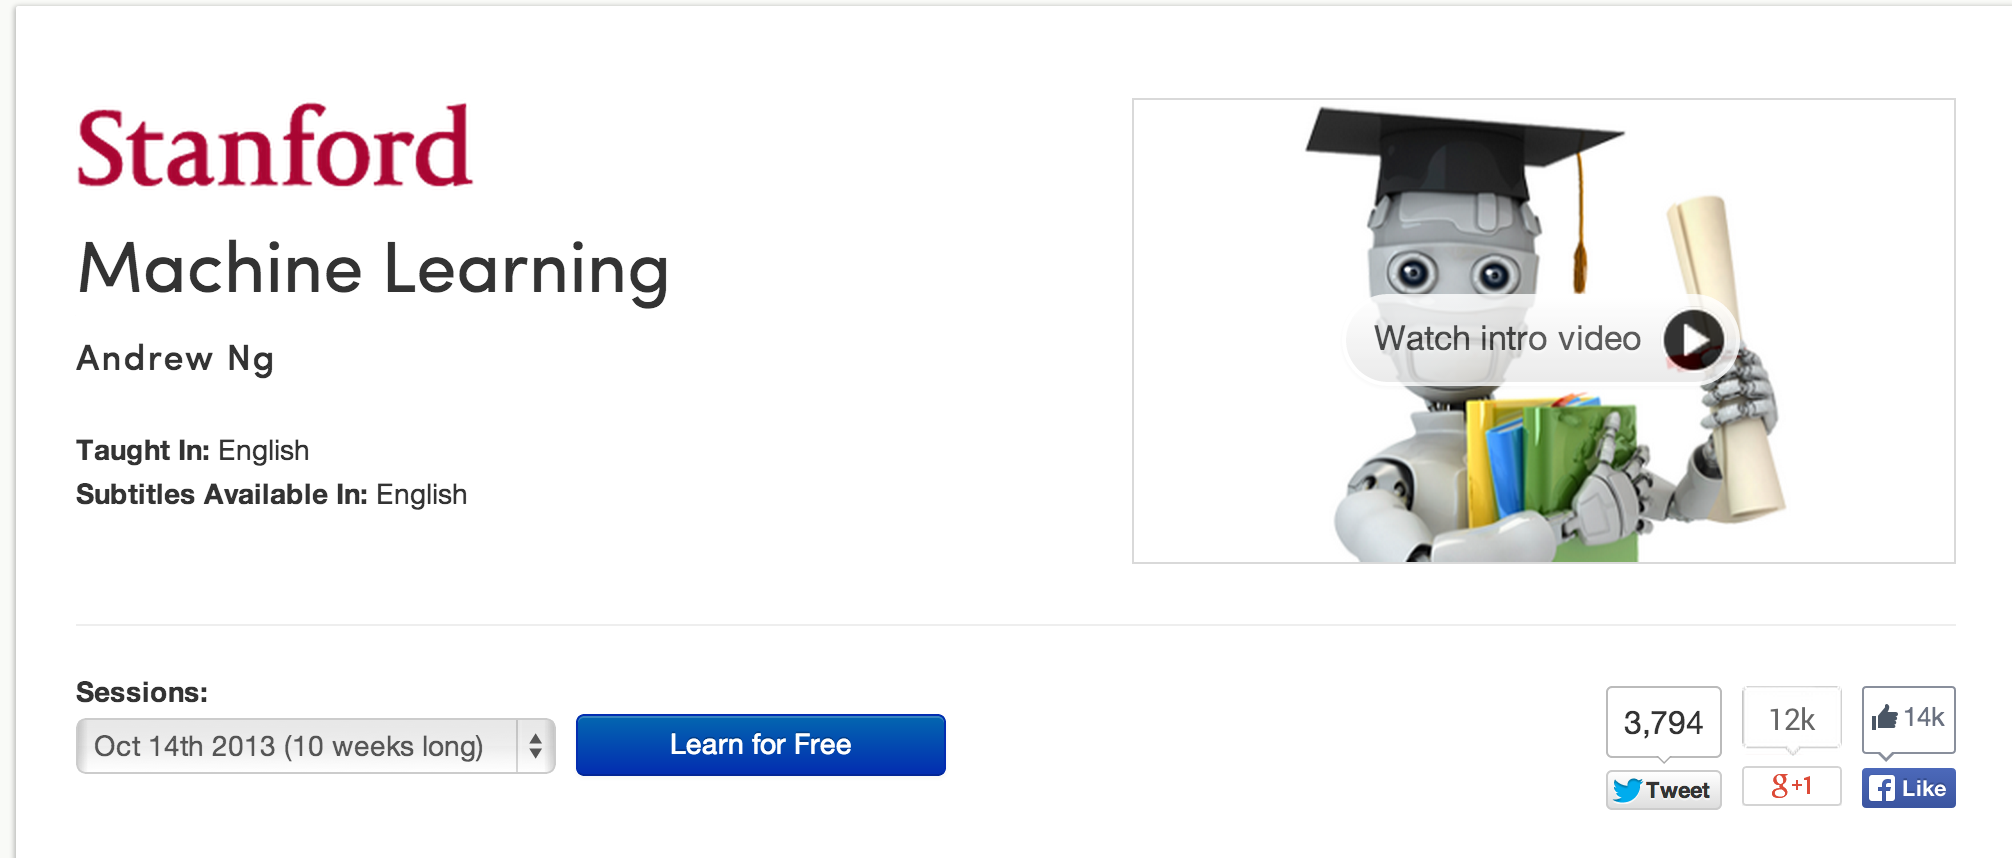 Stanford
Machine Learning
Andrew Ng
Taught In: English
Subtitles Available In: English
Watch intro video
Sessions:
Oct 14th 2013 (10 weeks long)
Learn for Free
3,794
Tweet
12k
g+1
14k
Like